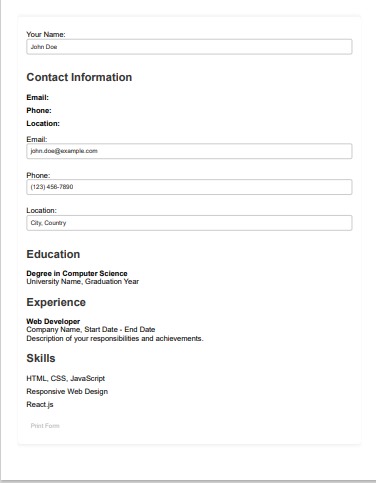 Your Name:
John Doe
Contact Information
Email:
Phone:
Location:
Email:
john.doe@example.com
Phone:
(123) 456-7890
Location:
City, Country
Education
Degree in Computer Science
University Name, Graduation Year
Experience
Web Developer
Company Name, Start Date - End Date
Description of your responsibilities and achievements.
Skills
HTML, CSS, JavaScript
Responsive Web Design
React.js
Print Form